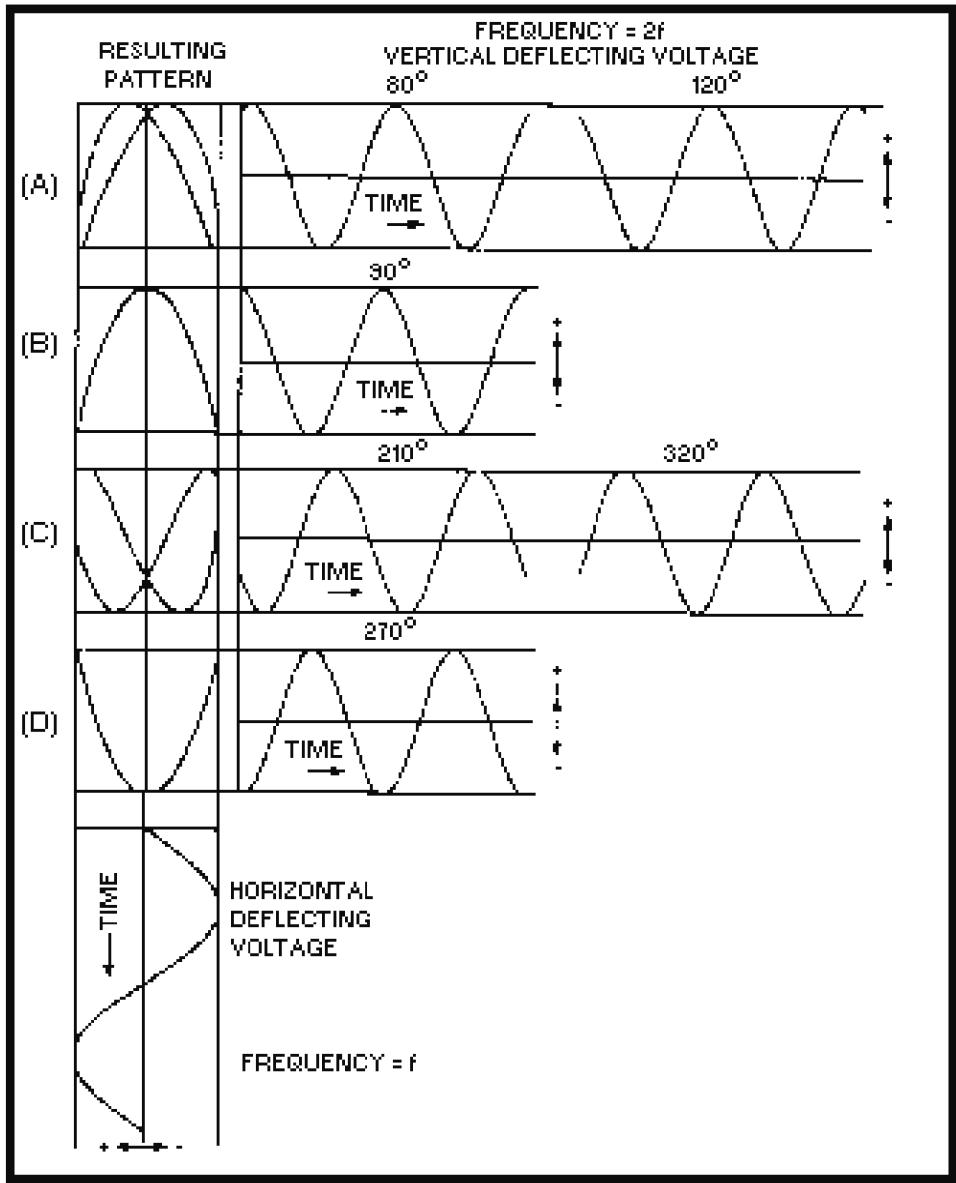 FREQUENCY = 2f
RESULTING PATTERN
VERTICAL DEFLECTING VOLTAGE
80°
120°
(A)
TIME
+
-
90°
(B)
TIME
+
-
210°
320°
(C)
TIME
+
-
270°
(D)
TIME
+
-
TIME
HORIZONTAL
DEFLECTING
VOLTAGE
FREQUENCY = f
+ -